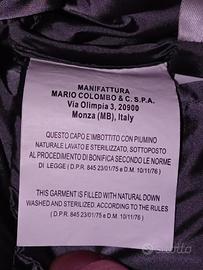 MANIFATTURA
MARIO COLOMBO & C. S.P.A.
Via Olimpia 3, 20900
Monza (MB), Italy
QUESTO CAPO E'IMBOTTITO CON PIUMINO
NATURALE LAVATO E STERILIZZATO, SOTTOPOSTO
AL PROCEDIMENTO DI BONIFICA SECONDO LE NORME
DI LEGGE ( D.P.R. 845 23/01/75 e D.M. 10/11/76 )
THIS GARMENT IS FILLED WITH NATURAL DOWN
WASHED AND STERILIZED. ACCORDING TO THE RULES
( D.P.R. 845 23/01/75 e D.M. 10/11/76 )
subito